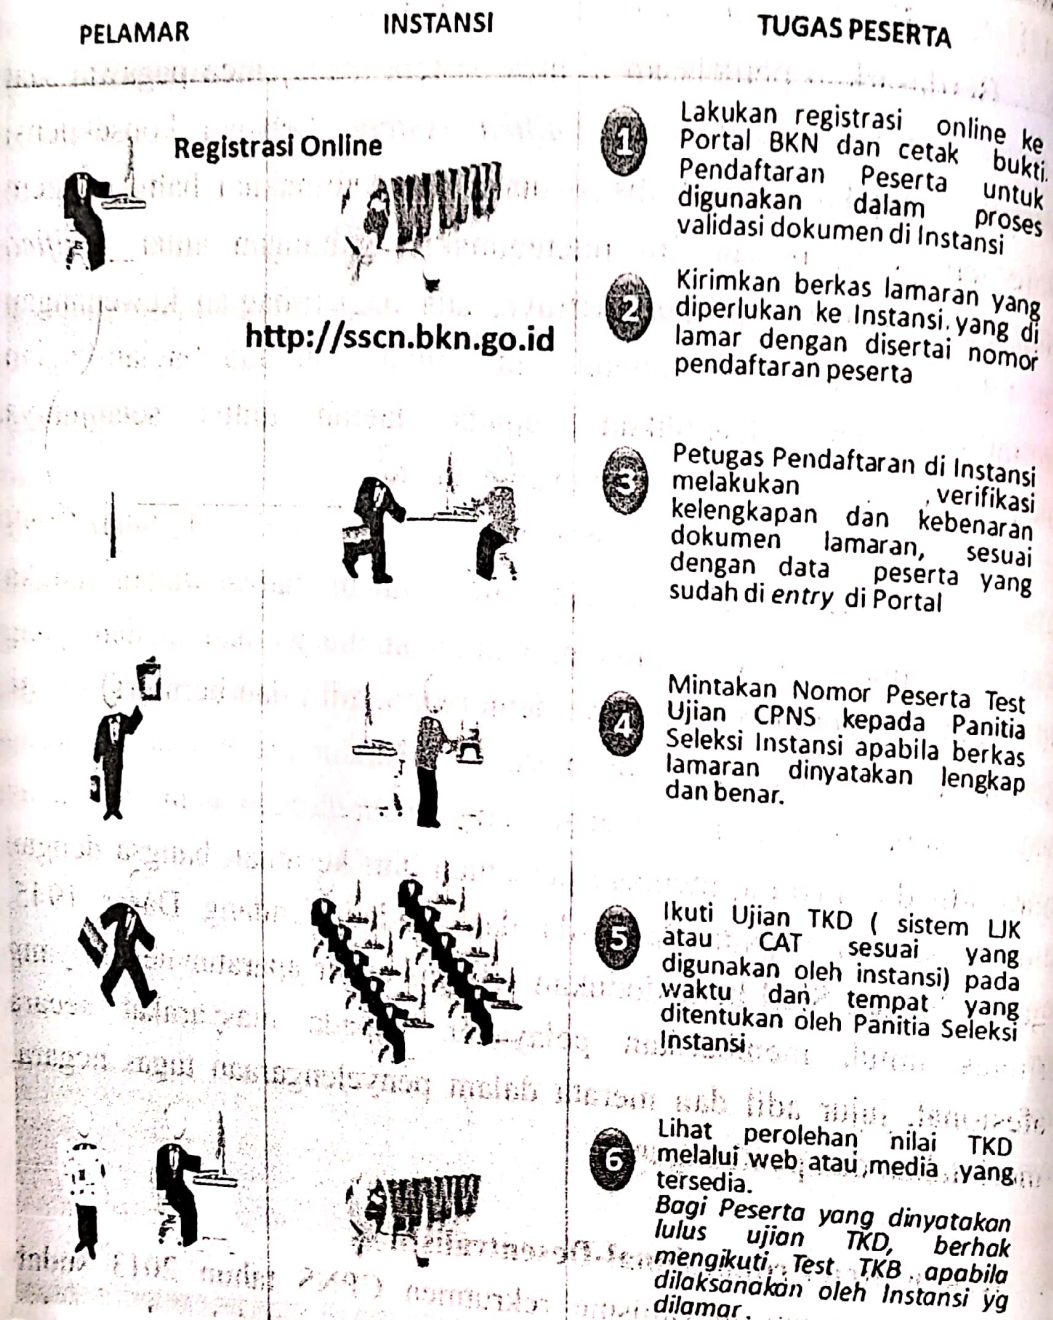 PELAMAR
INSTANSI
TUGAS PESERTA
Registrasi Online
http://sscn.bkn.go.id
1
Lakukan registrasi online ke
Portal BKN dan cetak bukti.
Pendaftaran Peserta untuk
digunakan dalam proses
validasi dokumen di Instansi
2
Kirimkan berkas lamaran yang
diperlukan ke Instansi yang di
lamar dengan disertai nomor
pendaftaran peserta
3
Petugas Pendaftaran di Instansi
melakukan verifikasi
kelengkapan dan kebenaran
dokumen lamaran, sesuai
dengan data peserta yang
sudah di entry di Portal
4
Mintakan Nomor Peserta Test
Ujian CPNS kepada Panitia
Seleksi Instansi apabila berkas
lamaran dinyatakan lengkap
dan benar.
5
Ikuti Ujian TKD ( sistem LJK
atau CAT sesuai yang
digunakan oleh instansi) pada
waktu dan tempat yang
ditentukan oleh Panitia Seleksi
Instansi
6
Lihat perolehan nilai TKD
melalui web atau media yang
tersedia.
Bagi Peserta yang dinyatakan
lulus ujian TKD, berhak
mengikuti Test TKB apabila
dilaksanakan oleh Instansi yg
dilamar.